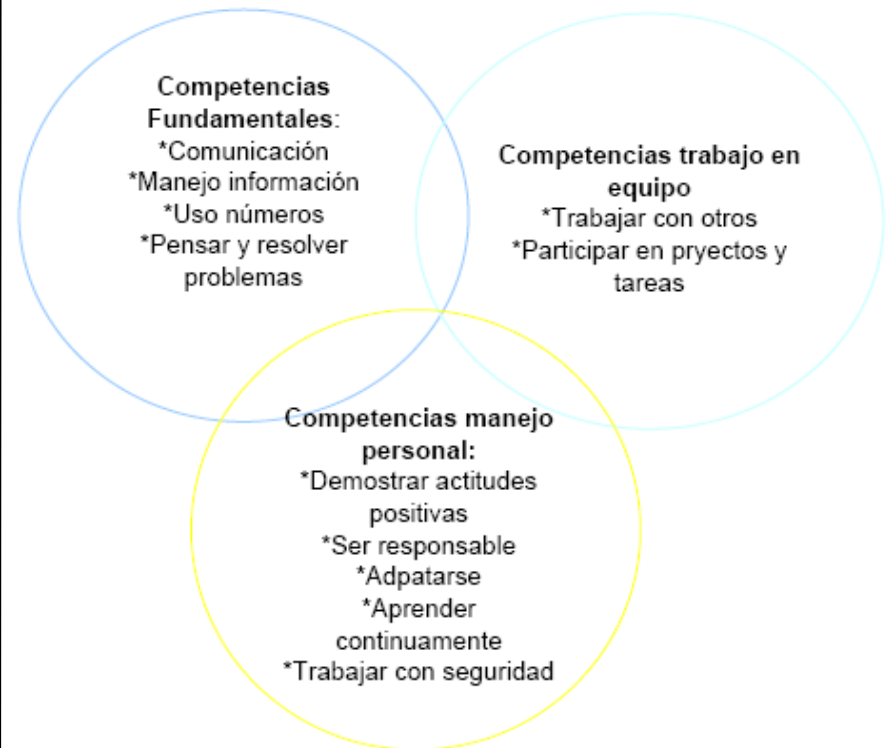 Competencias
Fundamentales:
*Comunicación
*Manejo información
*Uso números
*Pensar y resolver
problemas
Competencias trabajo en
equipo
*Trabajar con otros
*Participar en pryectos y
tareas
Competencias manejo
personal:
*Demostrar actitudes
positivas
*Ser responsable
*Adpatarse
*Aprender
continuamente
*Trabajar con seguridad